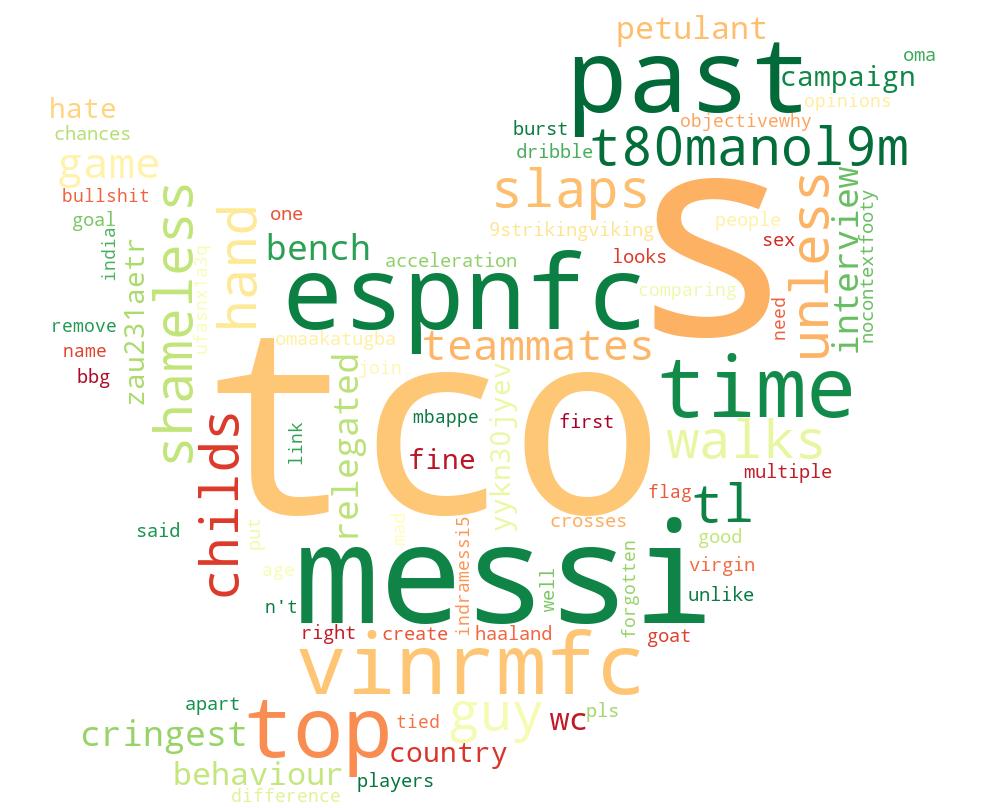 petulant
past
oma
campaign
hate
opinions
chances
objectivewhy
burst
t80manol9m
dribble
game
bullshit
slaps
s
unless
interview
nocontextfooty
shameless
hand
one
goal
india
people
9strikingviking
sex
bench
looks
acceleration
zau231aetr
ufasnx1a3q
espnfc
comparing
need
remove
omaakatugba
teammates
name
relegated
join
time
bbg
tco
yykn30jyev
mbappe
first
childs
link
walks
fine
multiple
flag
tl
said
put
mad
indramessi5
crosses
good
messi
age
well
forgotten
virgin
n't
unlike
right
create
haaland
goat
vinrmfc
apart
top
tied
guy
wc
pls
cringest
country
behaviour
players
difference